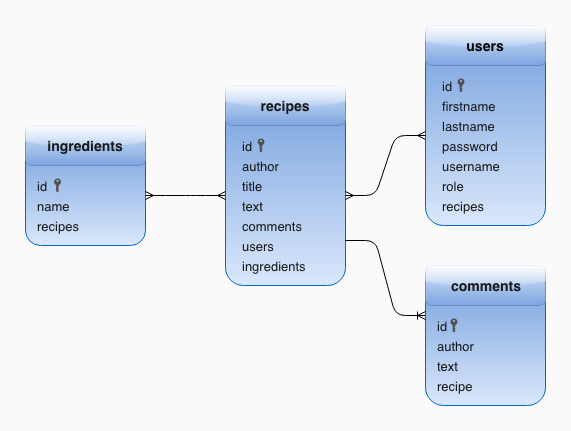 ingredients
id
name
recipes
recipes
id
author
title
text
comments
users
ingredients
users
id
firstname
lastname
password
username
role
recipes
comments
id
author
text
recipe